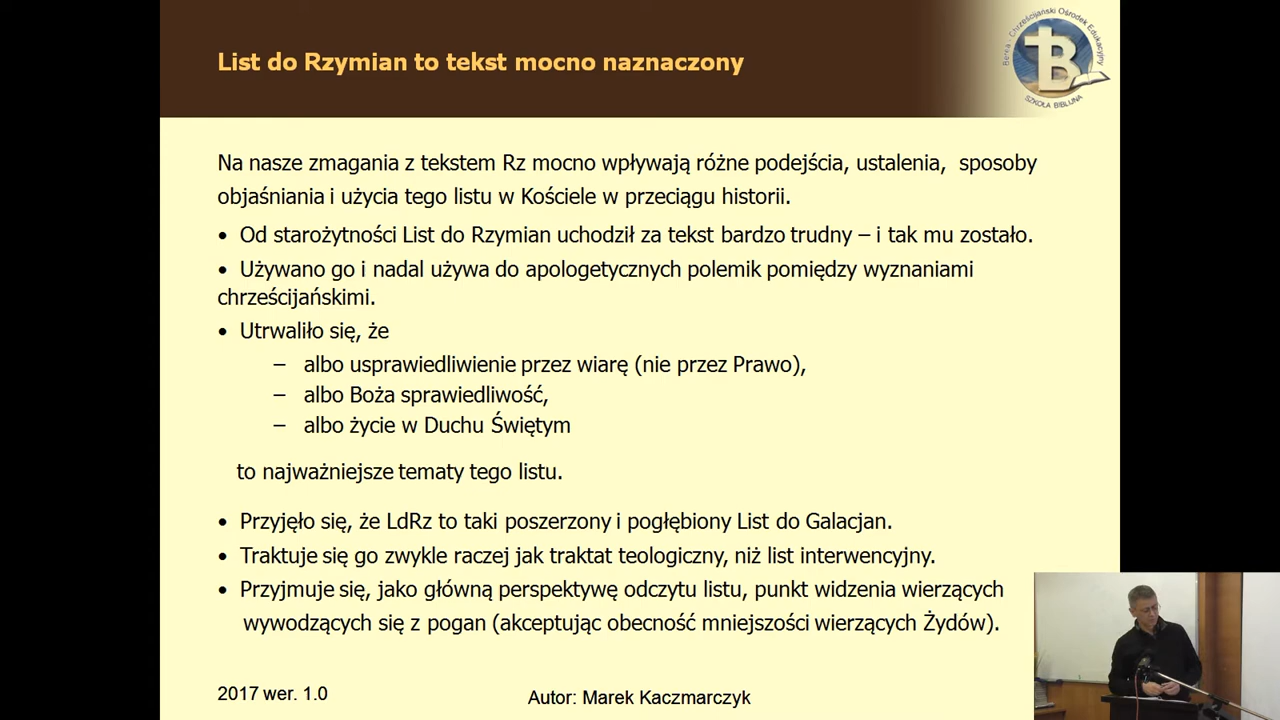 List do Rzymian to tekst mocno naznaczony
Berea - Chrześcijański Ośrodek Edukacyjny
SZKOŁA BIBLIJNA
Na nasze zmagania z tekstem Rz mocno wpływają różne podejścia, ustalenia, sposoby
objaśniania i użycia tego listu w Kościele w przeciągu historii.
• Od starożytności List do Rzymian uchodził za tekst bardzo trudny – i tak mu zostało.
• Używano go i nadal używa do apologetycznych polemik pomiędzy wyznaniami
chrześcijańskimi.
• Utrwaliło się, że
– albo usprawiedliwienie przez wiarę (nie przez Prawo),
– albo Boża sprawiedliwość,
– albo życie w Duchu Świętym
to najważniejsze tematy tego listu.
• Przyjęło się, że LdRz to taki poszerzony i pogłębiony List do Galacjan.
• Traktuje się go zwykle raczej jak traktat teologiczny, niż list interwencyjny.
• Przyjmuje się, jako główną perspektywę odczytu listu, punkt widzenia wierzących
wywodzących się z pogan (akceptując obecność mniejszości wierzących Żydów).
2017 wer. 1.0
Autor: Marek Kaczmarczyk